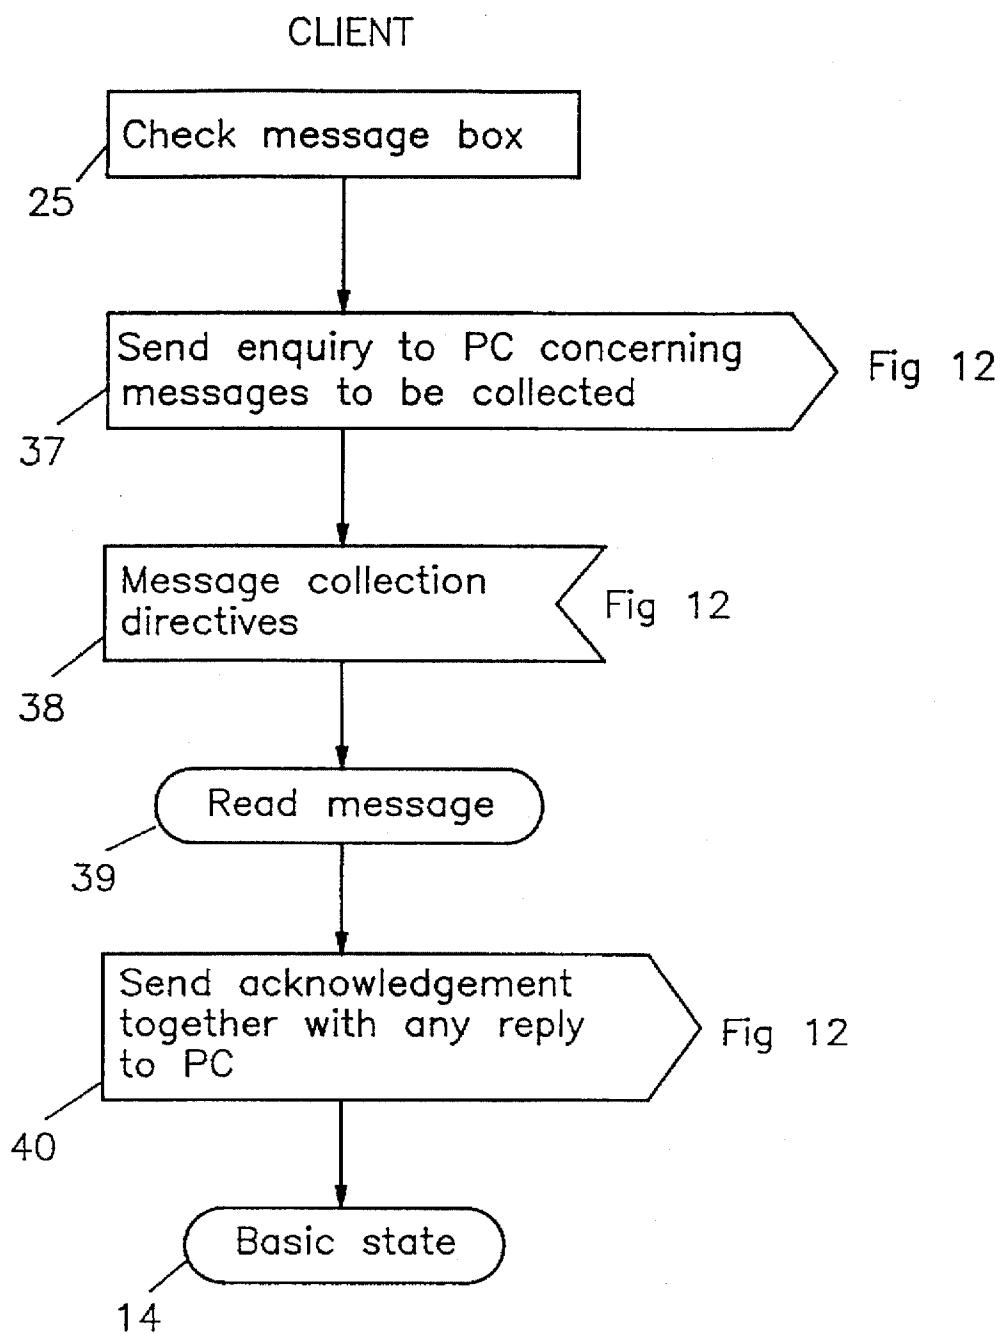 CLIENT
Check message box
25
Send enquiry to PC concerning
messages to be collected
Fig 12
37
Message collection
directives
Fig 12
38
Read message
39
Send acknowledgement
together with any reply
to PC
Fig 12
40
Basic state
14